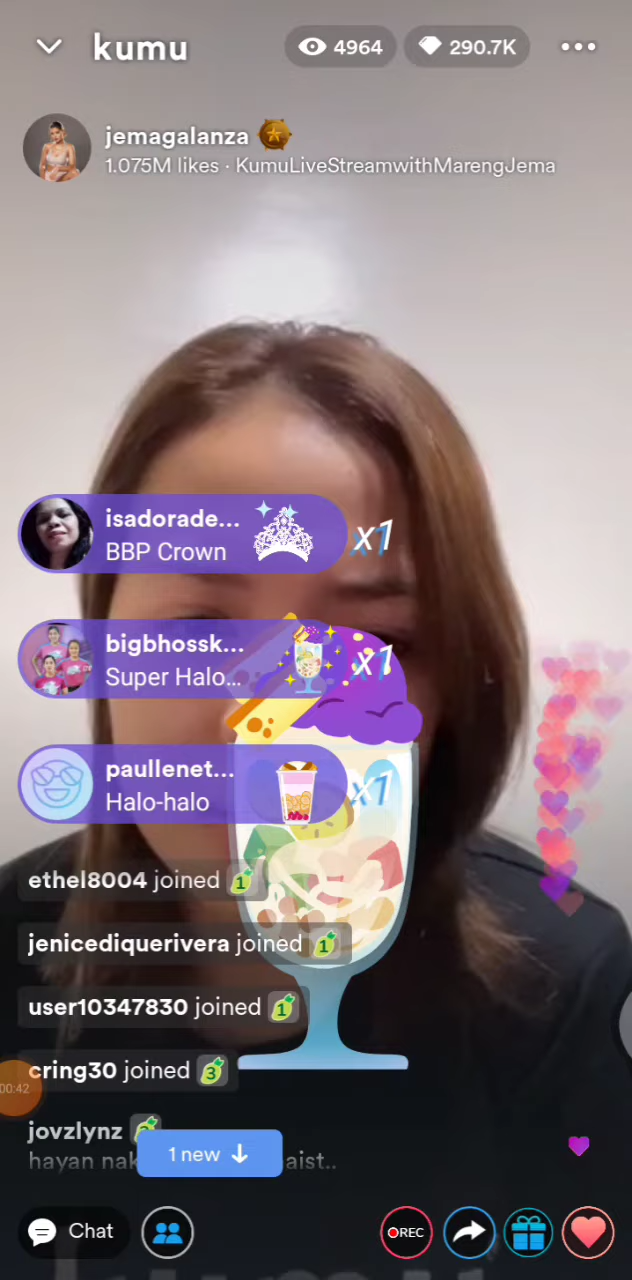 kumu
4964
290.7K
jemagalanza
1.075M likes · KumuLiveStreamwithMarengJema
isadorade...
BBP Crown
x1
bigbhossk...
Super Halo...
x1
paullenet...
Halo-halo
x1
ethel8004 joined 1
jenicediquerivera joined 1
user10347830 joined 1
cring30 joined 3
00:42
jovzlynz
hayan
1 new
Chat
REC